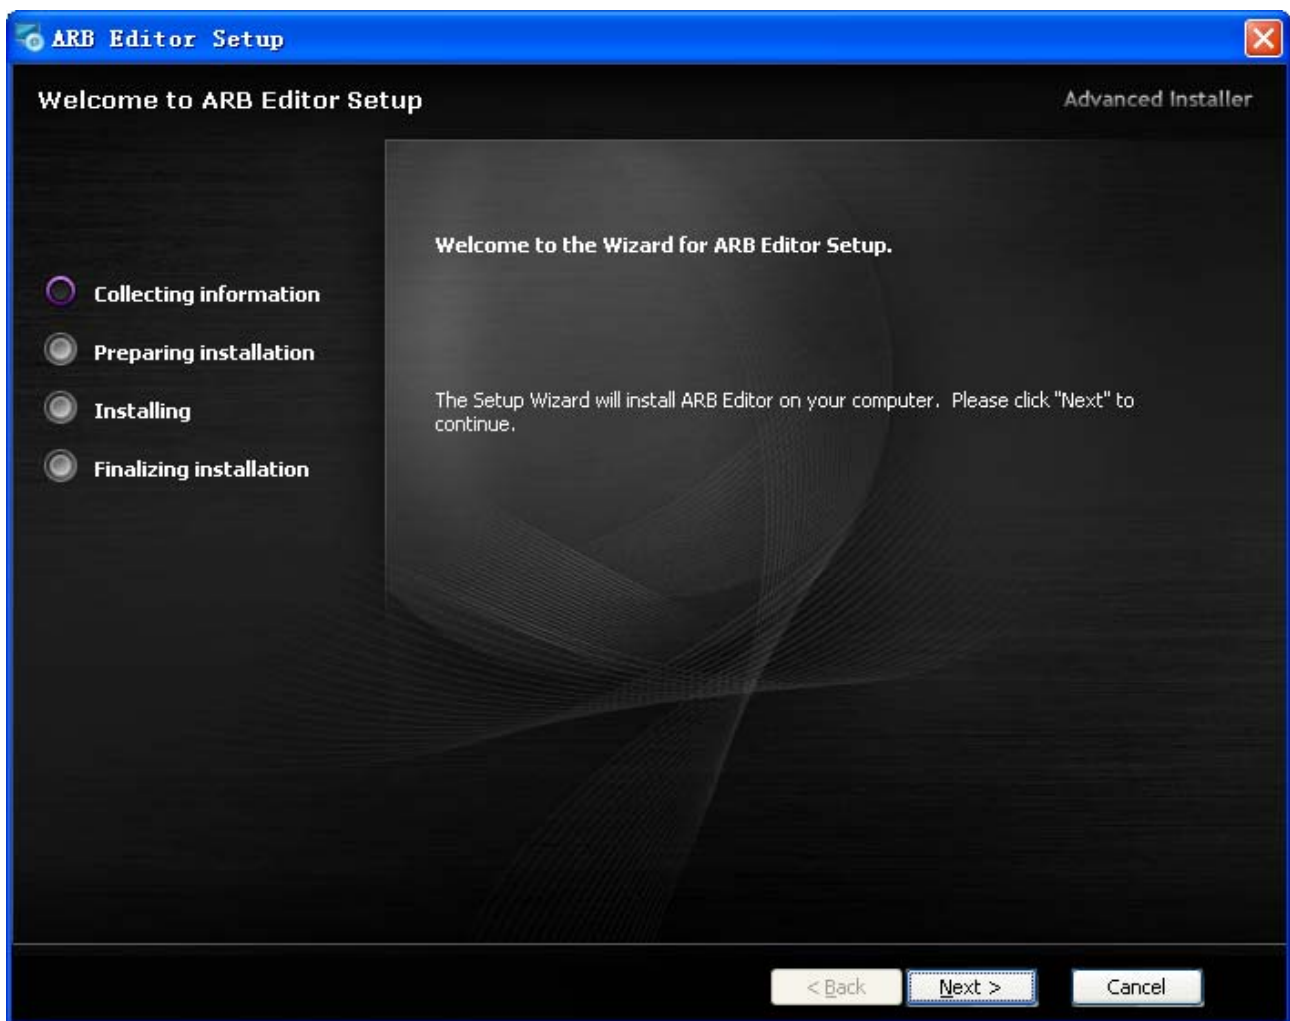 ARB Editor Setup
Welcome to ARB Editor Setup
Advanced Installer
Welcome to the Wizard for ARB Editor Setup.
Collecting information
Preparing installation
Installing
Finalizing installation
The Setup Wizard will install ARB Editor on your computer.  Please click "Next" to
continue.
< Back
Next >
Cancel